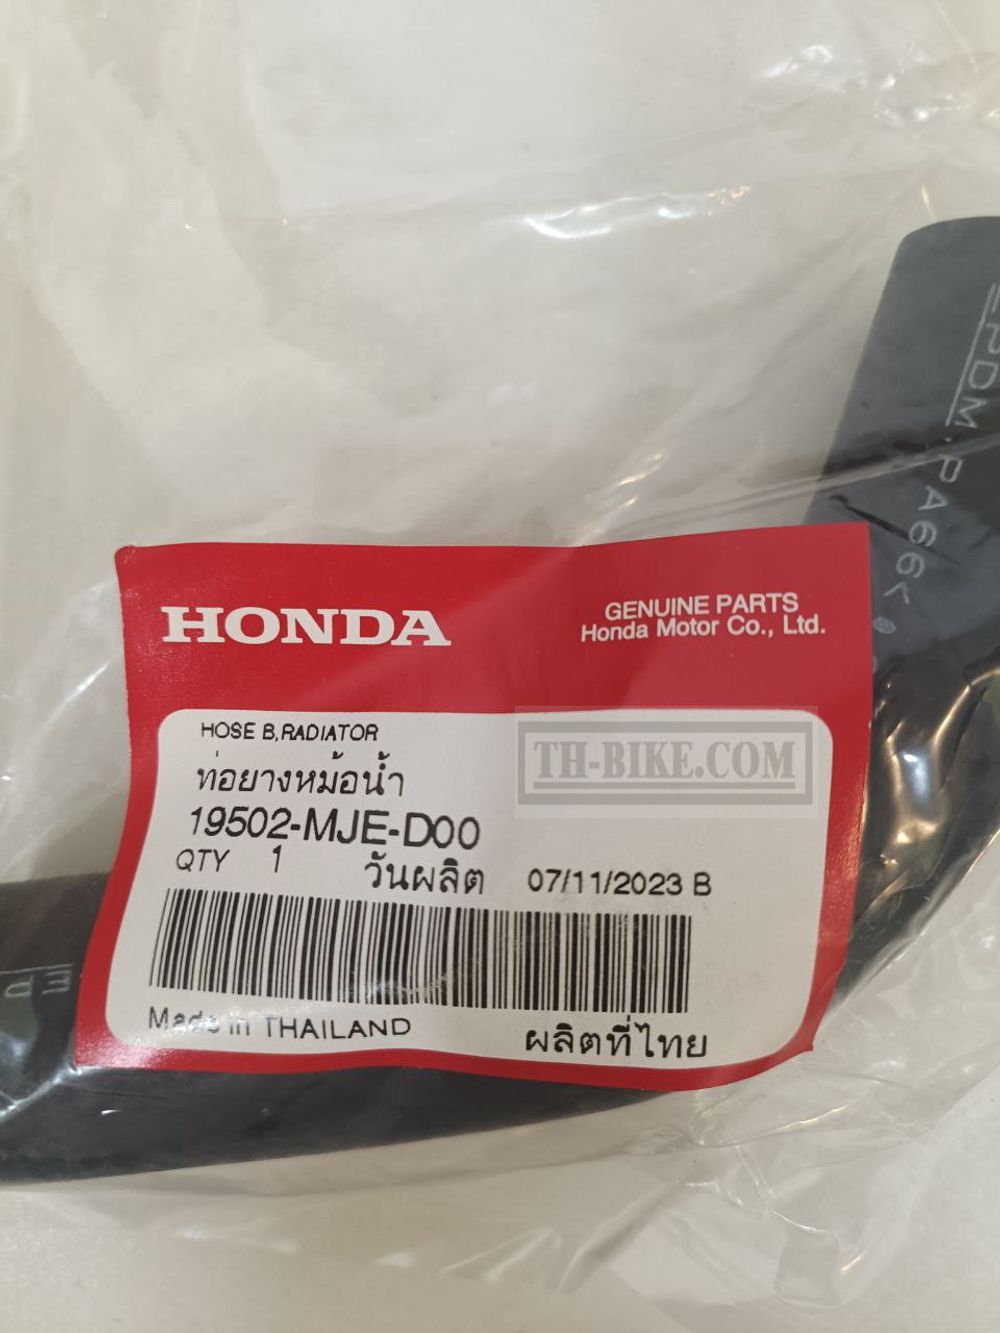 EPDM·PA66<
HONDA
GENUINE PARTS
Honda Motor Co., Ltd.
HOSE B,RADIATOR
ท่อยางหม้อน้ำ
19502-MJE-D00
QTY 1 วันผลิต 07/11/2023 B
TH-BIKE.COM
Made in THAILAND
ผลิตที่ไทย
EP